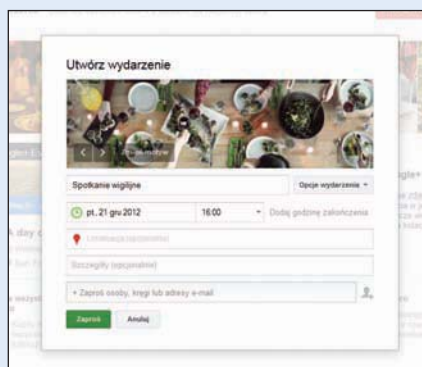 Utwórz wydarzenie
Spotkanie wigilijne
Opcje wydarzenia
pt., 21 gru 2012
16:00
Dodaj godzinę zakończenia
Lokalizacja (opcjonalnie)
Szczegóły (opcjonalnie)
+ Zaproś osoby, kręgi lub adresy e-mail
Zaproś
Anuluj